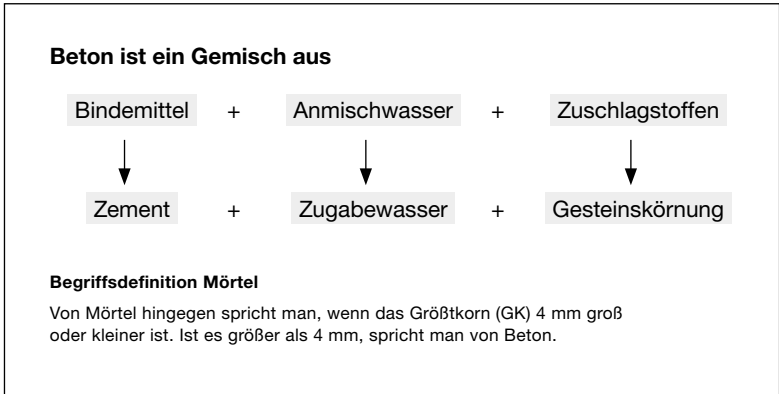 Beton ist ein Gemisch aus
Bindemittel + Anmischwasser + Zuschlagstoffen
Zement + Zugabewasser + Gesteinskörnung
Begriffsdefinition Mörtel
Von Mörtel hingegen spricht man, wenn das Größtkorn (GK) 4 mm groß
oder kleiner ist. Ist es größer als 4 mm, spricht man von Beton.